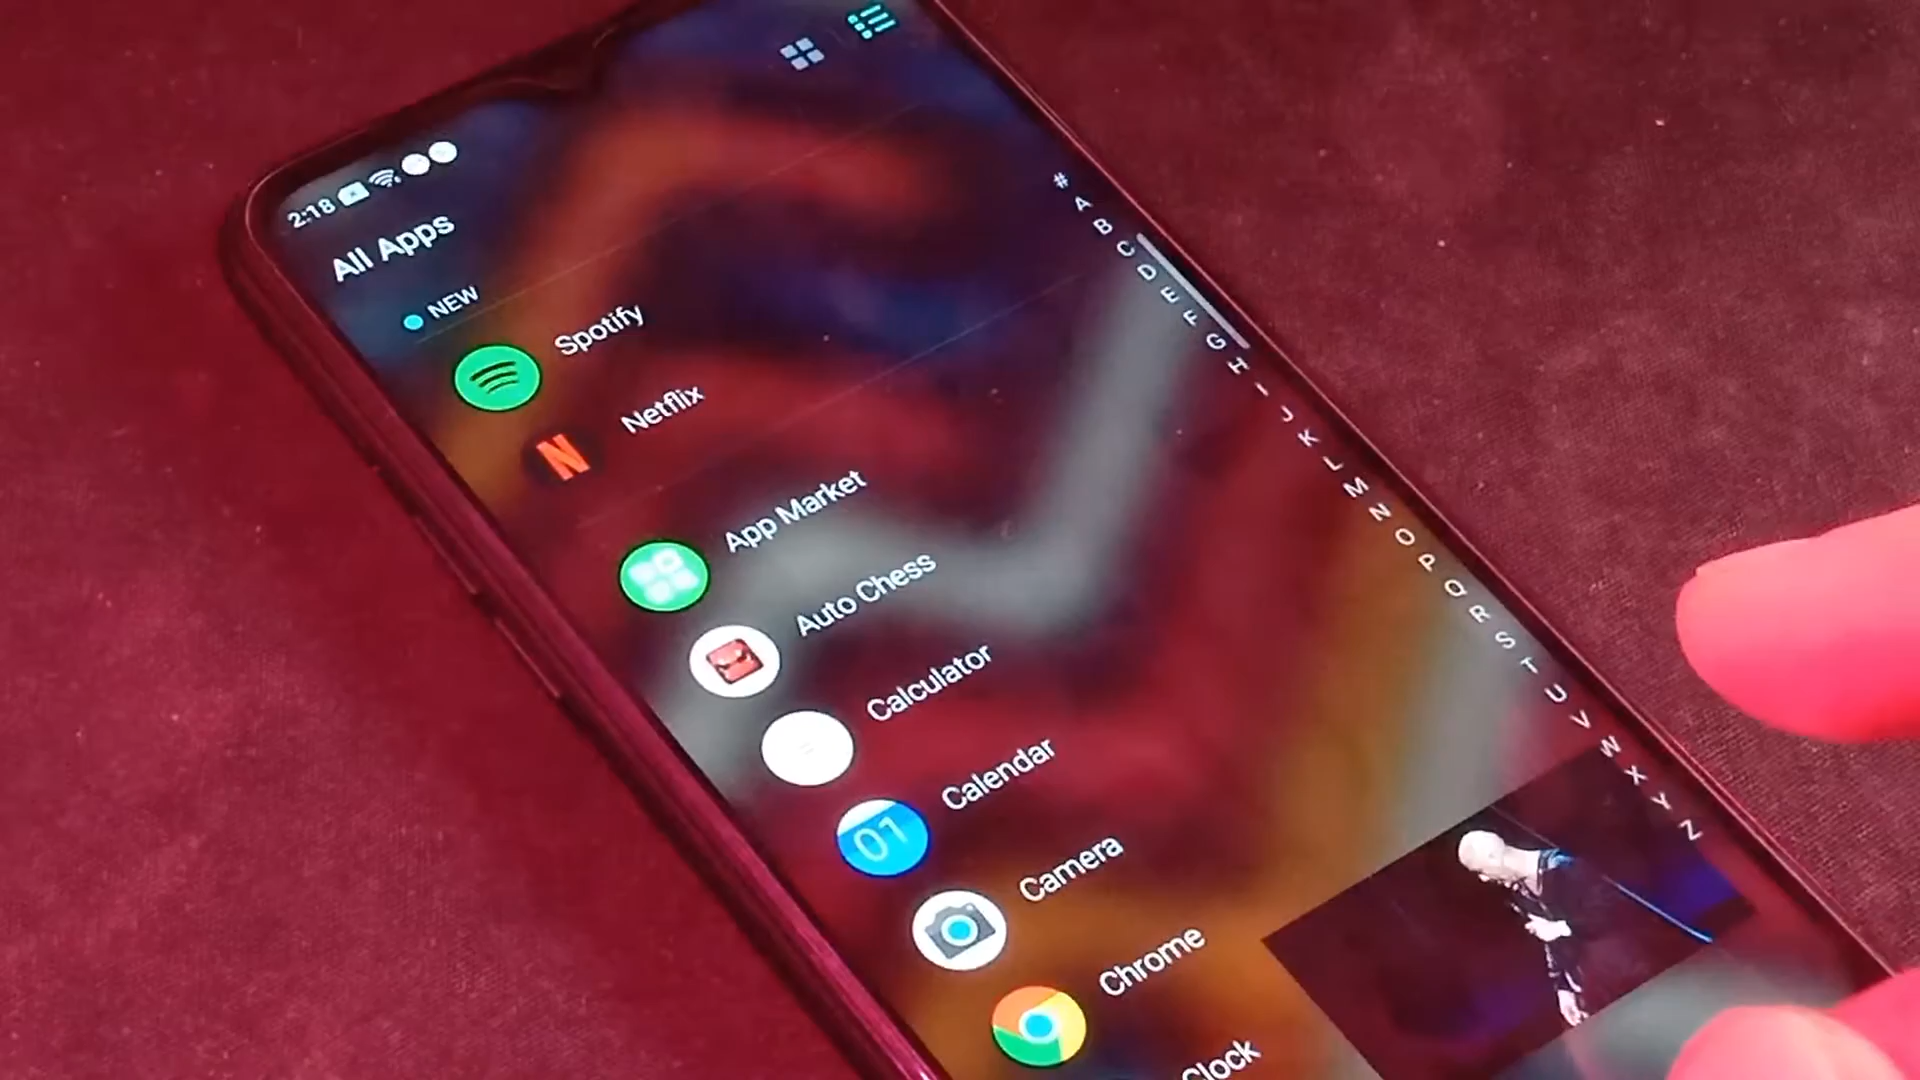 2:18
All Apps
NEW
Spotify
N
Netflix
App Market
Auto Chess
Calculator
01
Calendar
Camera
Chrome
Clock
#
A
B
C
D
E
F
G
H
I
J
K
L
M
N
O
P
Q
R
S
T
U
V
W
X
Y
Z